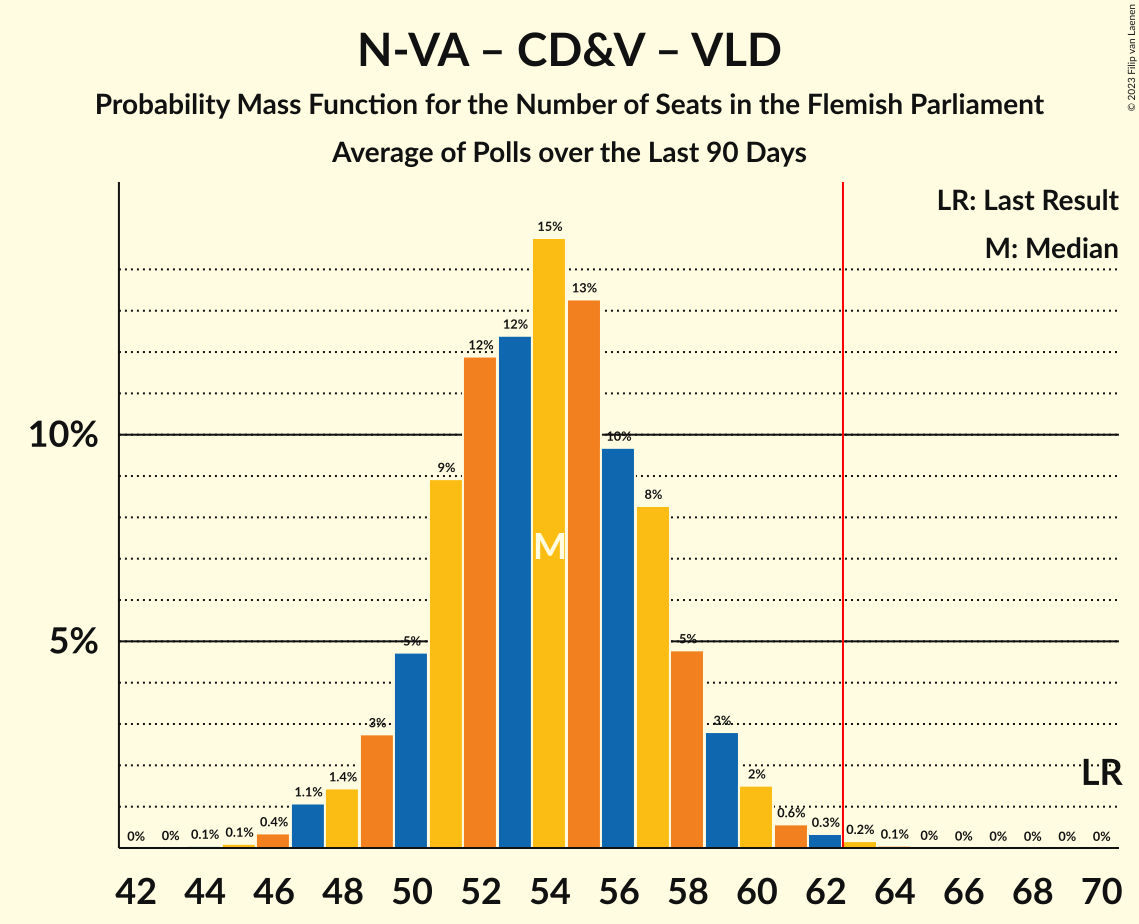 N-VA – CD&V – VLD
Probability Mass Function for the Number of Seats in the Flemish Parliament
Average of Polls over the Last 90 Days
© 2023 Filip van Laenen
LR: Last Result
M: Median
10%
5%
0% 0% 0.1% 0.1% 0.4% 1.1% 1.4% 3% 5% 9% 12% 12% 15% 13% 10% 8% 5% 3% 2% 0.6% 0.3% 0.2% 0.1% 0% 0% 0% 0% 0% 0%
M
LR
42 44 46 48 50 52 54 56 58 60 62 64 66 68 70